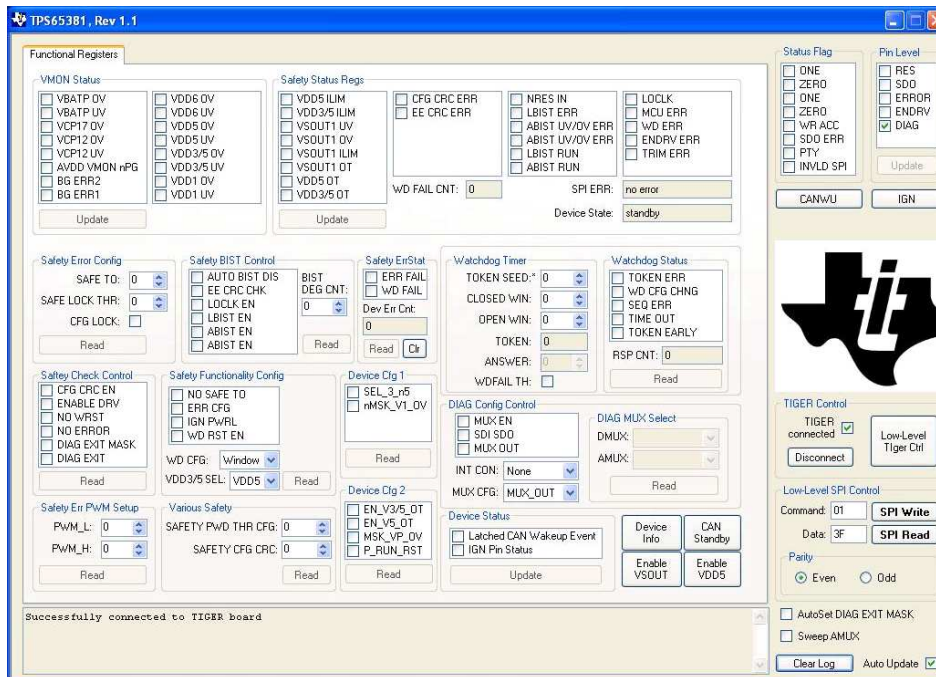 TPS65381, Rev 1.1
Functional Registers
VMON Status
VBATP OV
VBATP UV
VCP17 OV
VCP12 OV
VCP12 UV
AVDD VMON nPG
BG ERR2
BG ERR1
VDD6 OV
VDD6 UV
VDD5 OV
VDD5 UV
VDD3/5 OV
VDD3/5 UV
VDD1 OV
VDD1 UV
Update
Safety Status Regs
VDD5 ILIM
VDD3/5 ILIM
VSOUT1 UV
VSOUT1 OV
VSOUT1 ILIM
VSOUT1 OT
VDD5 OT
VDD3/5 OT
CFG CRC ERR
EE CRC ERR
NRES IN
LBIST ERR
ABIST UV/OV ERR
ABIST UV/OV ERR
LBIST RUN
ABIST RUN
LOCLK
MCU ERR
WD ERR
ENDRV ERR
TRIM ERR
WD FAIL CNT: 0
SPI ERR: no error
Device State: standby
Update
Status Flag
ONE
ZERO
ONE
ZERO
WR ACC
SDO ERR
PTY
INVLD SPI
CANWU
Pin Level
RES
SDO
ERROR
ENDRV
DIAG
Update
IGN
Safety Error Config
SAFE TO: 0
SAFE LOCK THR: 0
CFG LOCK:
Read
Safety BIST Control
AUTO BIST DIS
EE CRC CHK
LOCLK EN
LBIST EN
ABIST EN
ABIST EN
BIST
DEG CNT:
0
Read
Safety ErrStat
ERR FAIL
WD FAIL
Dev Err Cnt:
0
Read Clr
Watchdog Timer
TOKEN SEED:* 0
CLOSED WIN: 0
OPEN WIN: 0
TOKEN: 0
ANSWER: 0
WDFAIL TH:
Watchdog Status
TOKEN ERR
WD CFG CHNG
SEQ ERR
TIME OUT
TOKEN EARLY
RSP CNT: 0
Read
Saftey Check Control
CFG CRC EN
ENABLE DRV
NO WRST
NO ERROR
DIAG EXIT MASK
DIAG EXIT
Read
Safety Functionality Config
NO SAFE TO
ERR CFG
IGN PWRL
WD RST EN
WD CFG: Window
VDD3/5 SEL: VDD5 Read
Device Cfg 1
SEL_3_n5
nMSK_V1_OV
Read
DIAG Config Control
MUX EN
SDI SDO
MUX OUT
INT CON: None
MUX CFG: MUX_OUT
DIAG MUX Select
DMUX:
AMUX:
Read
TIGER Control
TIGER
connected
Disconnect
Low-Level
TIger Ctrl
Safety Err PWM Setup
PWM_L: 0
PWM_H: 0
Read
Various Safety
SAFETY PWD THR CFG: 0
SAFETY CFG CRC: 0
Read
Device Cfg 2
EN_V3/5_OT
EN_V5_OT
MSK_VP_OV
P_RUN_RST
Read
Device Status
Latched CAN Wakeup Event
IGN Pin Status
Update
Device
Info
CAN
Standby
Enable
VSOUT
Enable
VDD5
Low-Level SPI Control
Command: 01 SPI Write
Data: 3F SPI Read
Parity
Even Odd
AutoSet DIAG EXIT MASK
Sweep AMUX
Clear Log Auto Update
Successfully connected to TIGER board